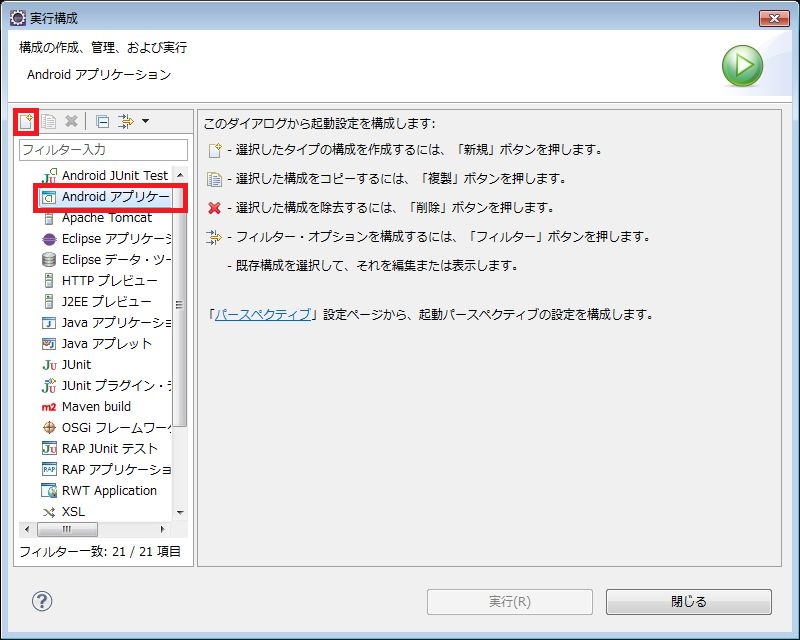 実行構成
構成の作成、管理、および実行
Android アプリケーション
フィルター入力
Android JUnit Test
Android アプリケー
Apache Tomcat
Eclipse アプリケーシ
Eclipse データ・ツー
HTTP プレビュー
J2EE プレビュー
Java アプリケーショ
Java アプレット
JUnit
JUnit プラグイン・テ
Maven build
OSGi フレームワーク
RAP JUnit テスト
RAP アプリケーショ
RWT Application
XSL
フィルター一致: 21 / 21 項目
このダイアログから起動設定を構成します:
- 選択したタイプの構成を作成するには、「新規」ボタンを押します。
- 選択した構成をコピーするには、「複製」ボタンを押します。
- 選択した構成を除去するには、「削除」ボタンを押します。
- フィルター・オプションを構成するには、「フィルター」ボタンを押します。
- 既存構成を選択して、それを編集または表示します。
「パースペクティブ」設定ページから、起動パースペクティブの設定を構成します。
実行(R)
閉じる